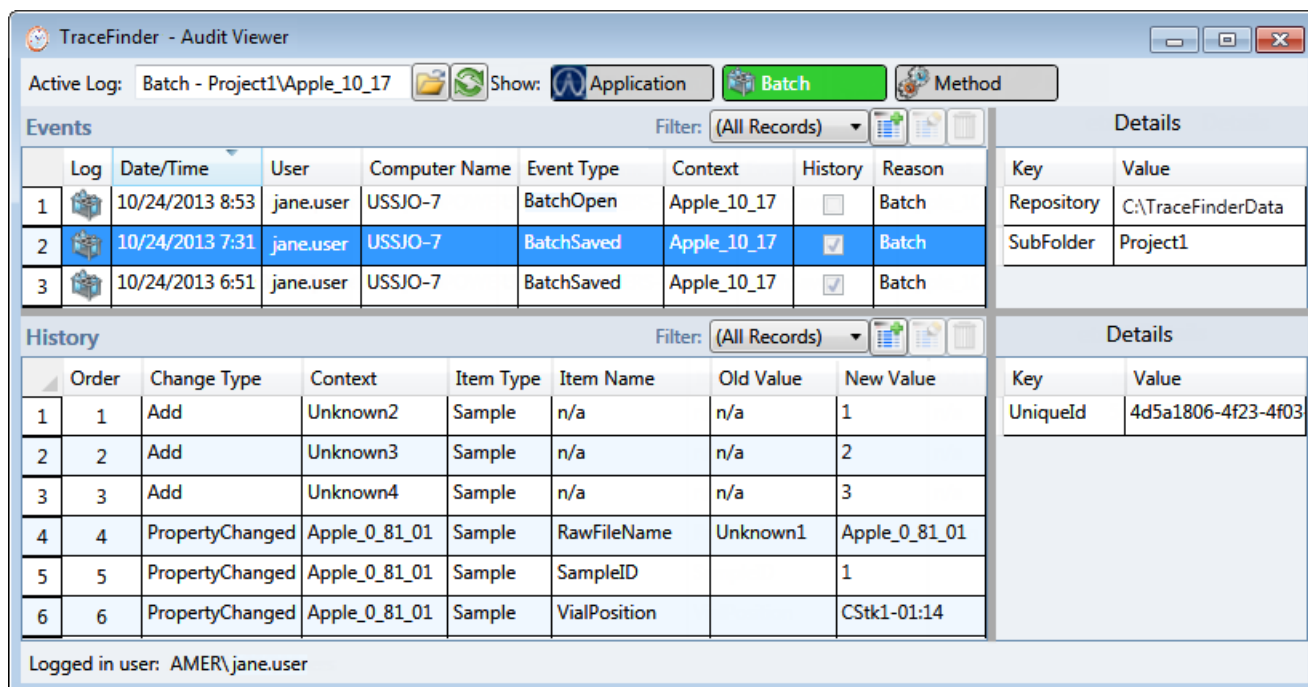 TraceFinder - Audit Viewer
Active Log: Batch - Project1\Apple_10_17 Show: Application Batch Method
Events Filter: (All Records) Details
Log Date/Time User Computer Name Event Type Context History Reason Key Value
1 10/24/2013 8:53 jane.user USSJO-7 BatchOpen Apple_10_17 Batch Repository C:\TraceFinderData
2 10/24/2013 7:31 jane.user USSJO-7 BatchSaved Apple_10_17 Batch SubFolder Project1
3 10/24/2013 6:51 jane.user USSJO-7 BatchSaved Apple_10_17 Batch
History Filter: (All Records) Details
Order Change Type Context Item Type Item Name Old Value New Value Key Value
1 1 Add Unknown2 Sample n/a n/a 1 UniqueId 4d5a1806-4f23-4f03-
2 2 Add Unknown3 Sample n/a n/a 2
3 3 Add Unknown4 Sample n/a n/a 3
4 4 PropertyChanged Apple_0_81_01 Sample RawFileName Unknown1 Apple_0_81_01
5 5 PropertyChanged Apple_0_81_01 Sample SampleID 1
6 6 PropertyChanged Apple_0_81_01 Sample VialPosition CStk1-01:14
Logged in user: AMER\jane.user